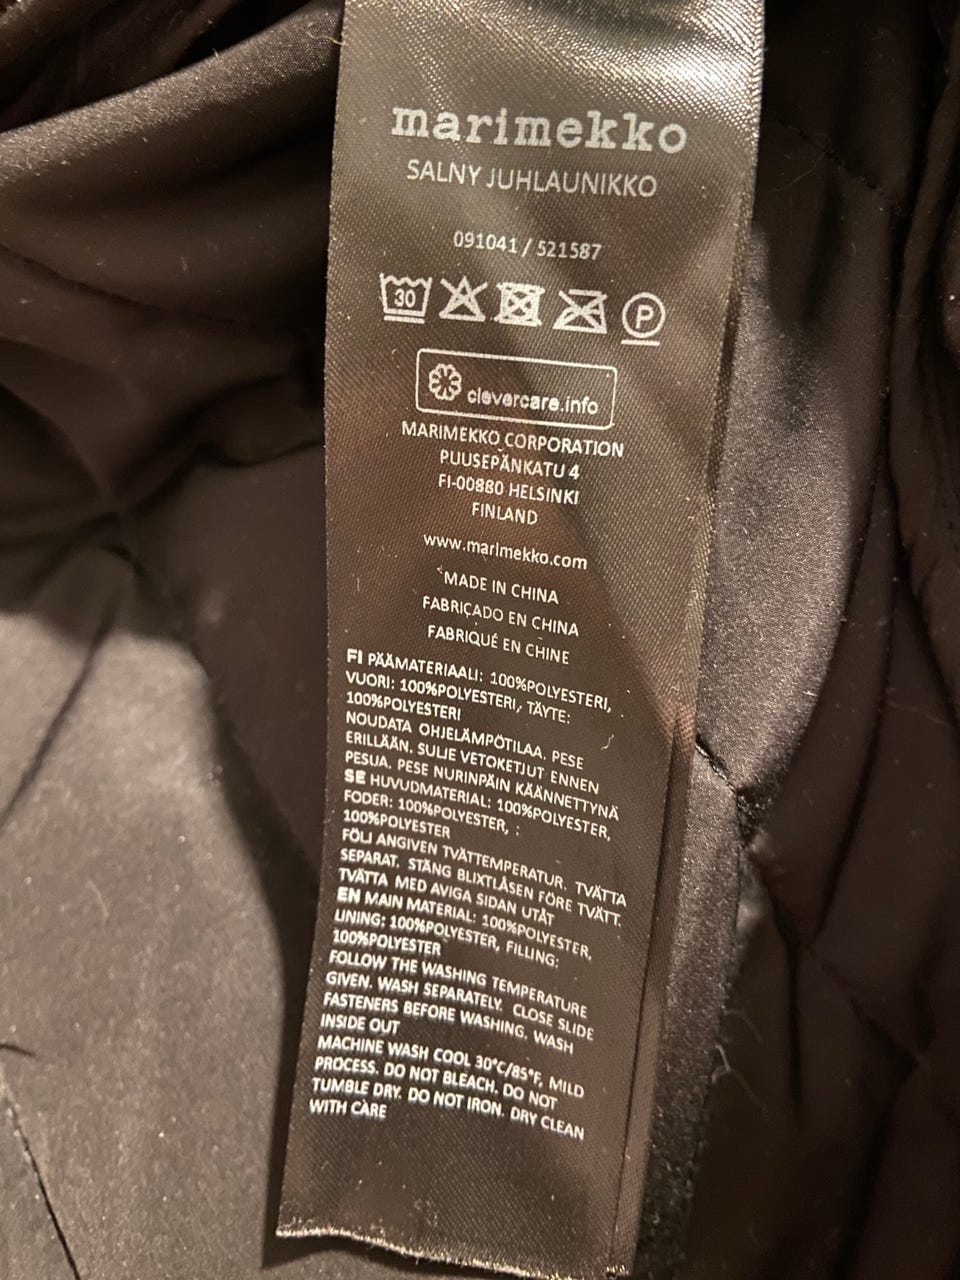 marimekko
SALNY JUHLAUNIKKO
091041 / 521587
30
P
clevercare.info
MARIMEKKO CORPORATION
PUUSEPÄNKATU 4
FI-00880 HELSINKI
FINLAND
www.marimekko.com
MADE IN CHINA
FABRIÇADO EN CHINA
FABRIQUÉ EN CHINE
FI PÄÄMATERIAALI: 100%POLYESTERI,
VUORI: 100%POLYESTERI, TÄYTE:
100%POLYESTERI
NOUDATA OHJELÄMPÖTILAA. PESE
ERILLÄÄN. SULJE VETOKETJUT ENNEN
PESUA. PESE NURINPÄIN KÄÄNNETTYNÄ
SE HUVUDMATERIAL: 100%POLYESTER,
FODER: 100%POLYESTER, :
100%POLYESTER
FÖLJ ANGIVEN TVÄTTEMPERATUR. TVÄTTA
SEPARAT. STÄNG BLIXTLÅSEN FÖRE TVÄTT.
TVÄTTA MED AVIGA SIDAN UTÅT
EN MAIN MATERIAL: 100%POLYESTER,
LINING: 100%POLYESTER, FILLING:
100%POLYESTER
FOLLOW THE WASHING TEMPERATURE
GIVEN. WASH SEPARATELY. CLOSE SLIDE
FASTENERS BEFORE WASHING. WASH
INSIDE OUT
MACHINE WASH COOL 30°C/85°F, MILD
PROCESS. DO NOT BLEACH. DO NOT
TUMBLE DRY. DO NOT IRON. DRY CLEAN
WITH CARE